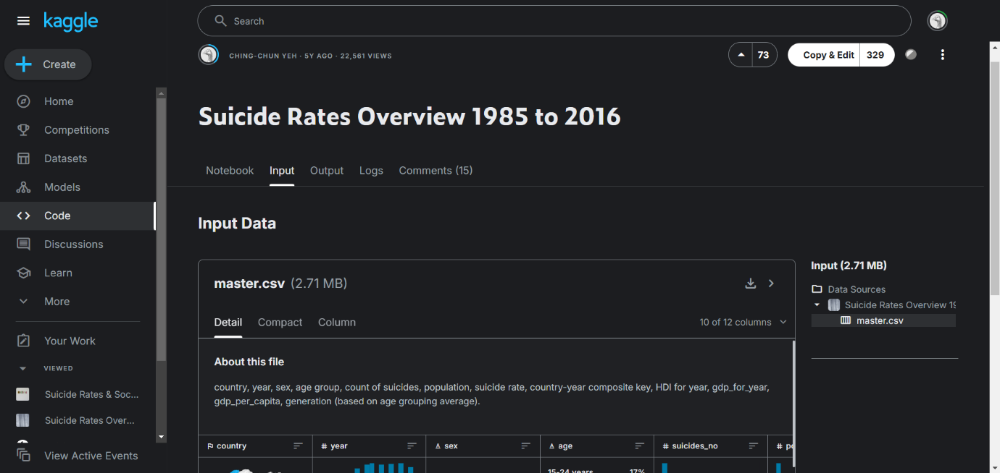 kaggle
Search
Create
CHING-CHUN YEH · 5Y AGO · 22,561 VIEWS
73
Copy & Edit
329
Home
Competitions
Datasets
Models
Code
Discussions
Learn
More
Your Work
VIEWED
Suicide Rates & Soc...
Suicide Rates Over...
View Active Events
Suicide Rates Overview 1985 to 2016
Notebook
Input
Output
Logs
Comments (15)
Input Data
master.csv (2.71 MB)
Detail
Compact
Column
10 of 12 columns
About this file
country, year, sex, age group, count of suicides, population, suicide rate, country-year composite key, HDI for year, gdp_for_year,
gdp_per_capita, generation (based on age grouping average).
country
# year
sex
age
# suicides_no
# po
15-24 years 17%
Input (2.71 MB)
Data Sources
Suicide Rates Overview 19
master.csv